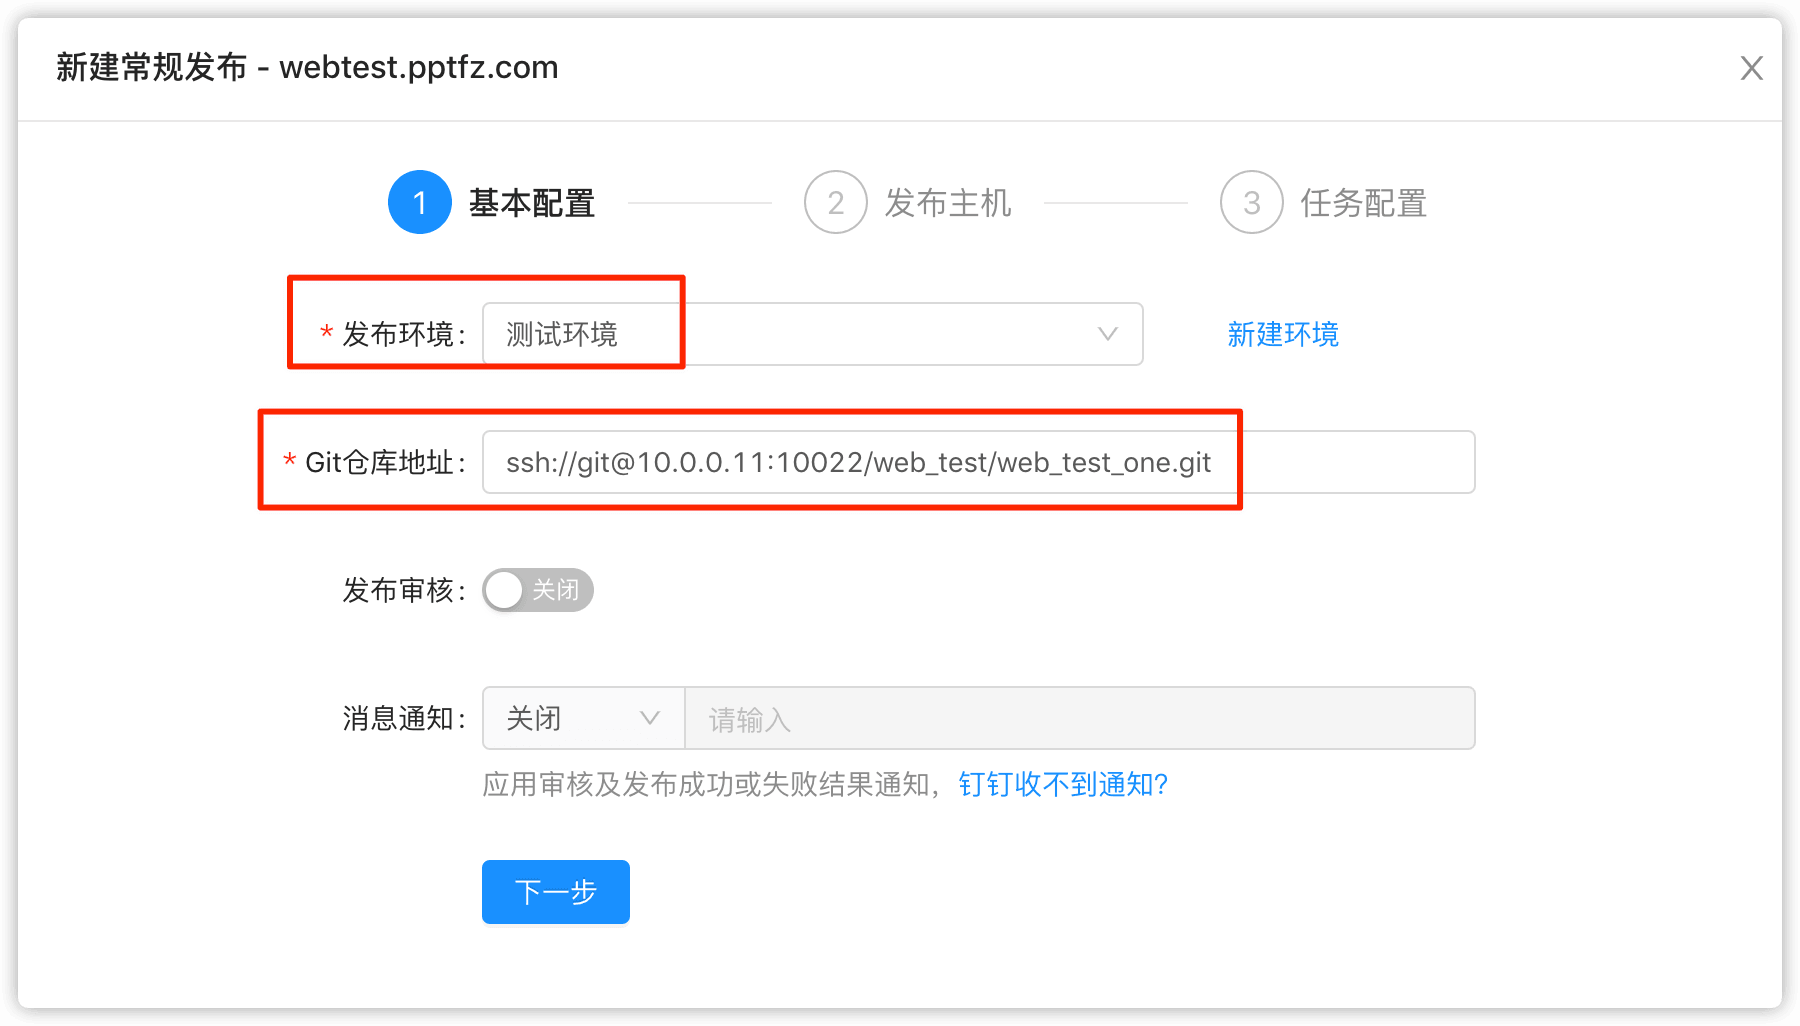 新建常规发布 - webtest.pptfz.com
1 基本配置 2 发布主机 3 任务配置
* 发布环境: 测试环境 新建环境
* Git仓库地址: ssh://git@10.0.0.11:10022/web_test/web_test_one.git
发布审核: 关闭
消息通知: 关闭 请输入
应用审核及发布成功或失败结果通知，钉钉收不到通知?
下一步